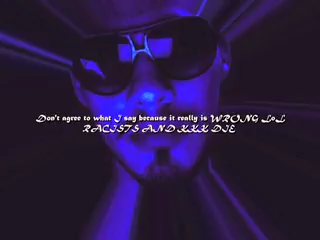 Don't agree to what I say because it really is WRONG LoL
RACISTS AND KKK DIE